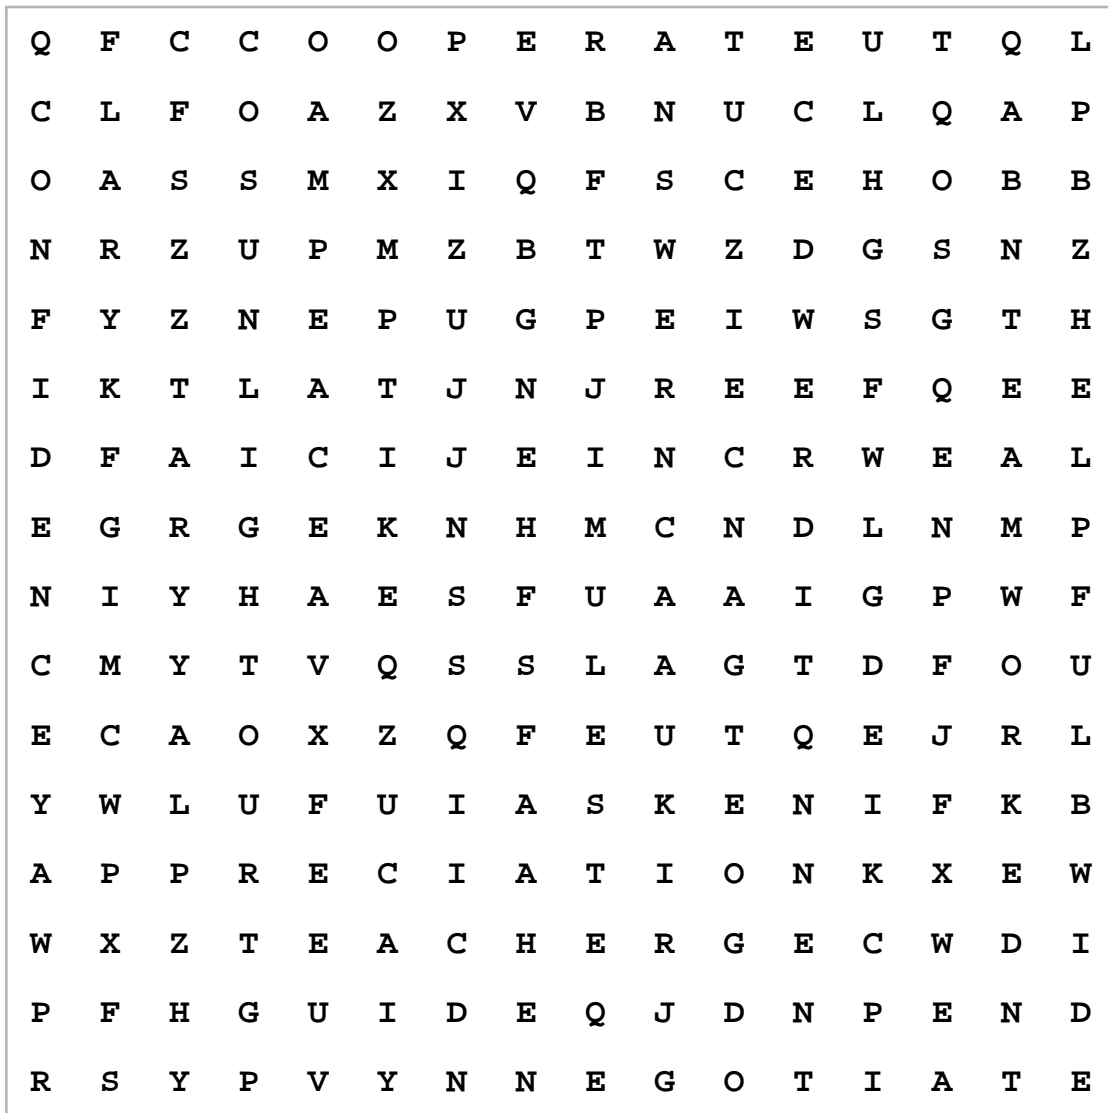 Q F C C O O P E R A T E U T Q L
C L F O A Z X V B N U C L Q A P
O A S S M X I Q F S C E H O B B
N R Z U P M Z B T W Z D G S N Z
F Y Z N E P U G P E I W S G T H
I K T L A T J N J R E E F Q E E
D F A I C I J E I N C R W E A L
E G R G E K N H M C N D L N M P
N I Y H A E S F U A A I G P W F
C M Y T V Q S S L A G T D F O U
E C A O X Z Q F E U T Q E J R L
Y W L U F U I A S K E N I F K B
A P P R E C I A T I O N K X E W
W X Z T E A C H E R G E C W D I
P F H G U I D E Q J D N P E N D
R S Y P V Y N N E G O T I A T E